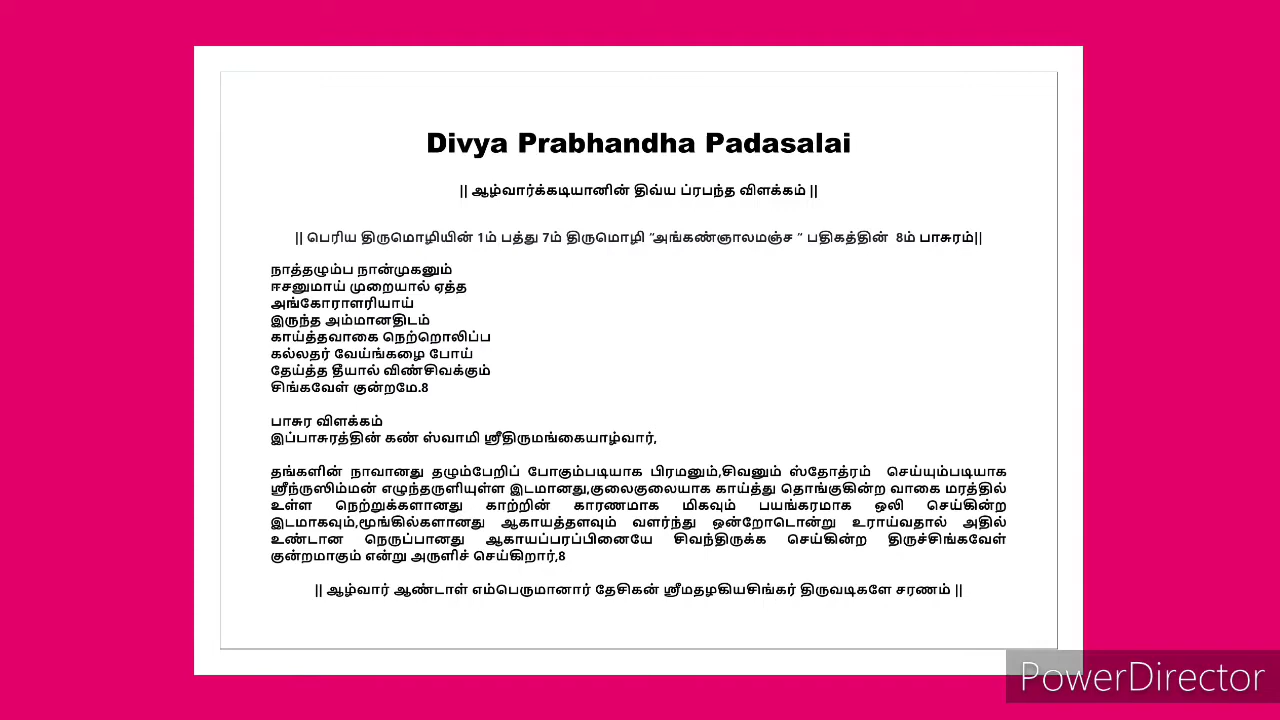 Divya Prabhandha Padasalai
|| ஆழ்வார்க்கடியானின் திவ்ய ப்ரபந்த விளக்கம் ||
|| பெரிய திருமொழியின் 1ம் பத்து 7ம் திருமொழி “அங்கண்ஞாலமஞ்ச ” பதிகத்தின் 8ம் பாசுரம்||
நாத்தழும்ப நான்முகனும்
ஈசனுமாய் முறையால் ஏத்த
அங்கோராளரியாய்
இருந்த அம்மானதிடம்
காய்த்தவாகை நெற்றொலிப்ப
கல்லதர் வேய்ங்கழை போய்
தேய்த்த தீயால் விண்சிவக்கும்
சிங்கவேள் குன்றமே.8
பாசுர விளக்கம்
இப்பாசுரத்தின் கண் ஸ்வாமி ஸ்ரீதிருமங்கையாழ்வார்,
தங்களின் நாவானது தழும்பேறிப் போகும்படியாக பிரமனும்,சிவனும் ஸ்தோத்ரம் செய்யும்படியாக
ஸ்ரீந்ருஸிம்மன் எழுந்தருளியுள்ள இடமானது,குலைகுலையாக காய்த்து தொங்குகின்ற வாகை மரத்தில்
உள்ள நெற்றுக்களானது காற்றின் காரணமாக மிகவும் பயங்கரமாக ஒலி செய்கின்ற
இடமாகவும்,மூங்கில்களானது ஆகாயத்தளவும் வளர்ந்து ஒன்றோடொன்று உராய்வதால் அதில்
உண்டான நெருப்பானது ஆகாயப்பரப்பினையே சிவந்திருக்க செய்கின்ற திருச்சிங்கவேள்
குன்றமாகும் என்று அருளிச் செய்கிறார்,8
|| ஆழ்வார் ஆண்டாள் எம்பெருமானார் தேசிகன் ஸ்ரீமதழகியசிங்கர் திருவடிகளே சரணம் ||
PowerDirector